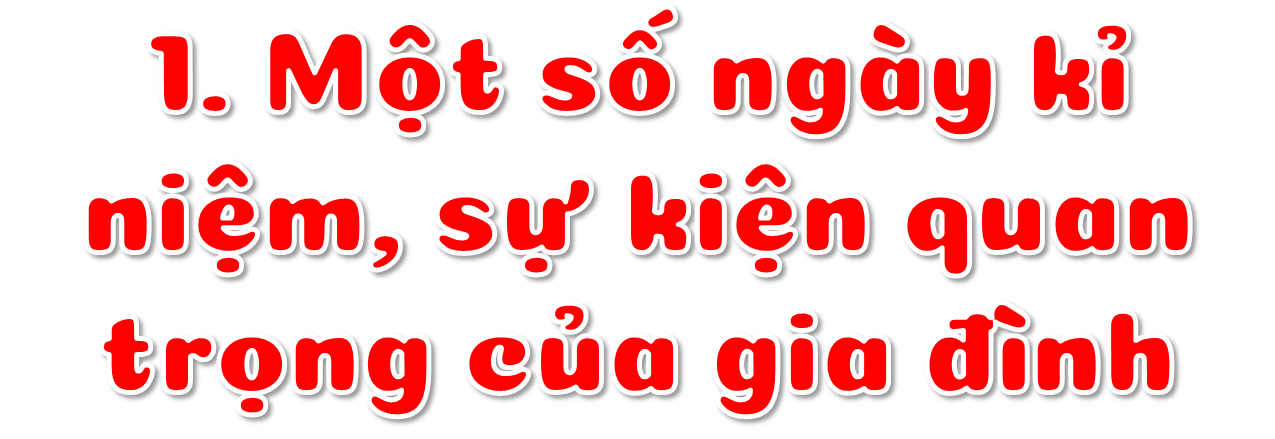 1. Một số ngày kỉ
niệm, sự kiện quan
trọng của gia đình